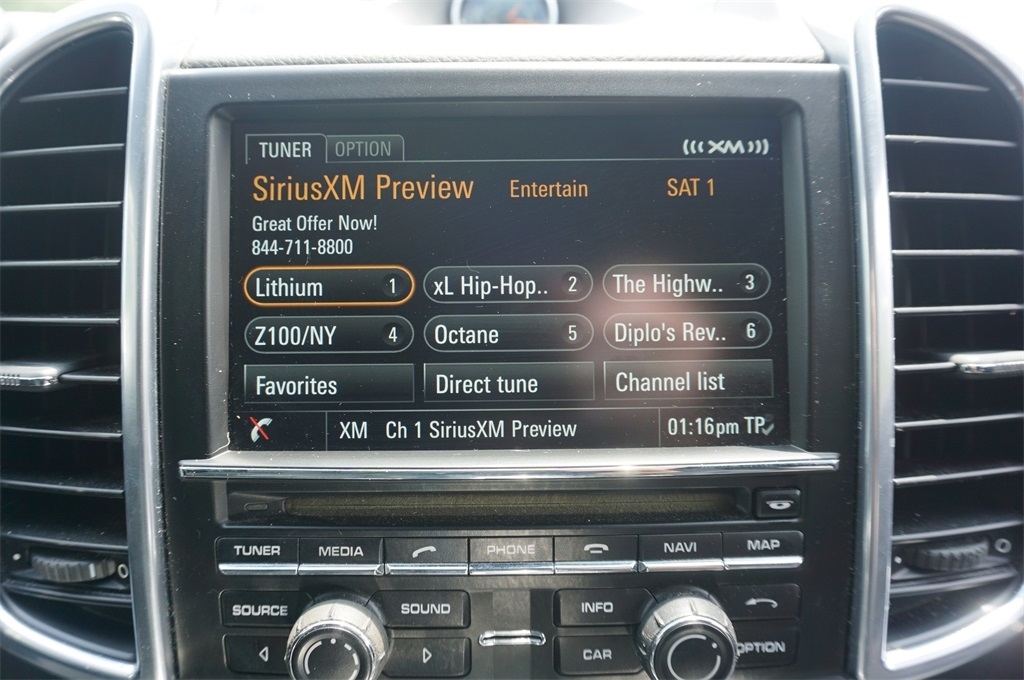 TUNER OPTION ((( XM )))
SiriusXM Preview Entertain SAT 1
Great Offer Now!
844-711-8800
Lithium 1 xL Hip-Hop.. 2 The Highw.. 3
Z100/NY 4 Octane 5 Diplo's Rev.. 6
Favorites Direct tune Channel list
XM Ch 1 SiriusXM Preview 01:16pm TP
TUNER MEDIA PHONE NAVI MAP
SOURCE SOUND INFO
CAR OPTION